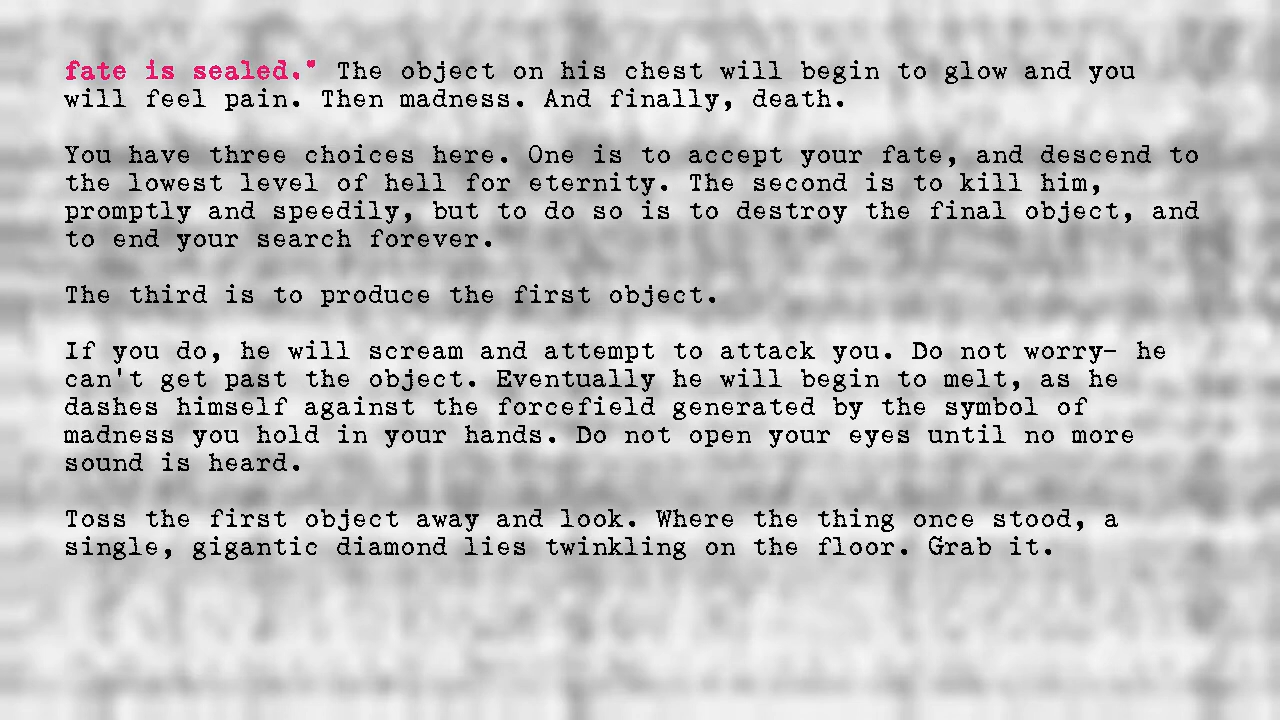 fate is sealed." The object on his chest will begin to glow and you
will feel pain. Then madness. And finally, death.
You have three choices here. One is to accept your fate, and descend to
the lowest level of hell for eternity. The second is to kill him,
promptly and speedily, but to do so is to destroy the final object, and
to end your search forever.
The third is to produce the first object.
If you do, he will scream and attempt to attack you. Do not worry- he
can't get past the object. Eventually he will begin to melt, as he
dashes himself against the forcefield generated by the symbol of
madness you hold in your hands. Do not open your eyes until no more
sound is heard.
Toss the first object away and look. Where the thing once stood, a
single, gigantic diamond lies twinkling on the floor. Grab it.